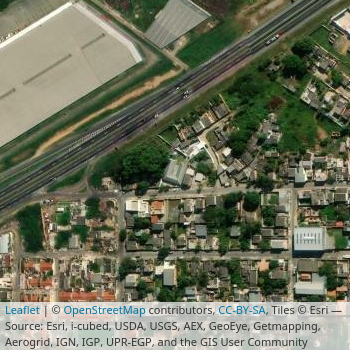 Leaflet | © OpenStreetMap contributors, CC-BY-SA, Tiles © Esri —
Source: Esri, i-cubed, USDA, USGS, AEX, GeoEye, Getmapping,
Aerogrid, IGN, IGP, UPR-EGP, and the GIS User Community